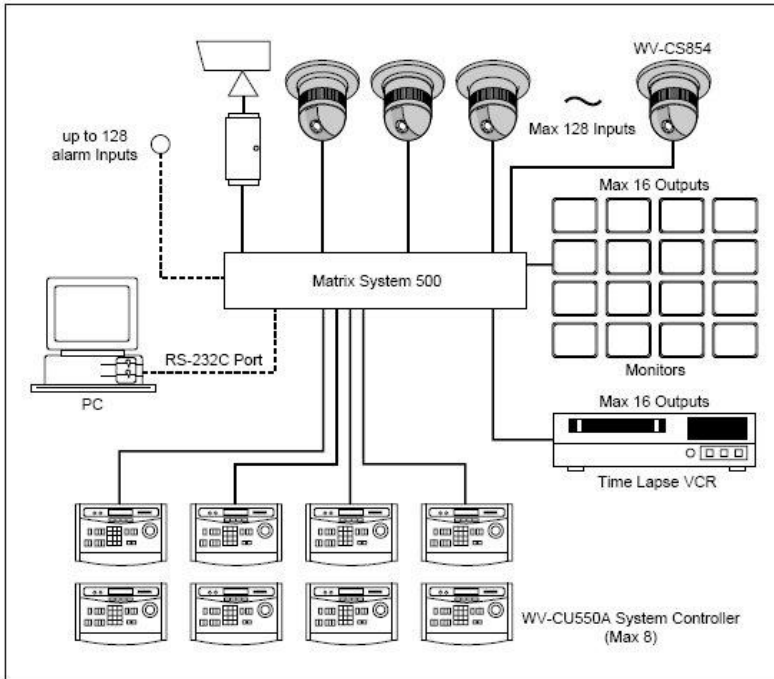 WV-CS854
up to 128
alarm Inputs
Max 128 Inputs
Max 16 Outputs
Matrix System 500
RS-232C Port
PC
Monitors
Max 16 Outputs
Time Lapse VCR
WV-CU550A System Controller
(Max 8)